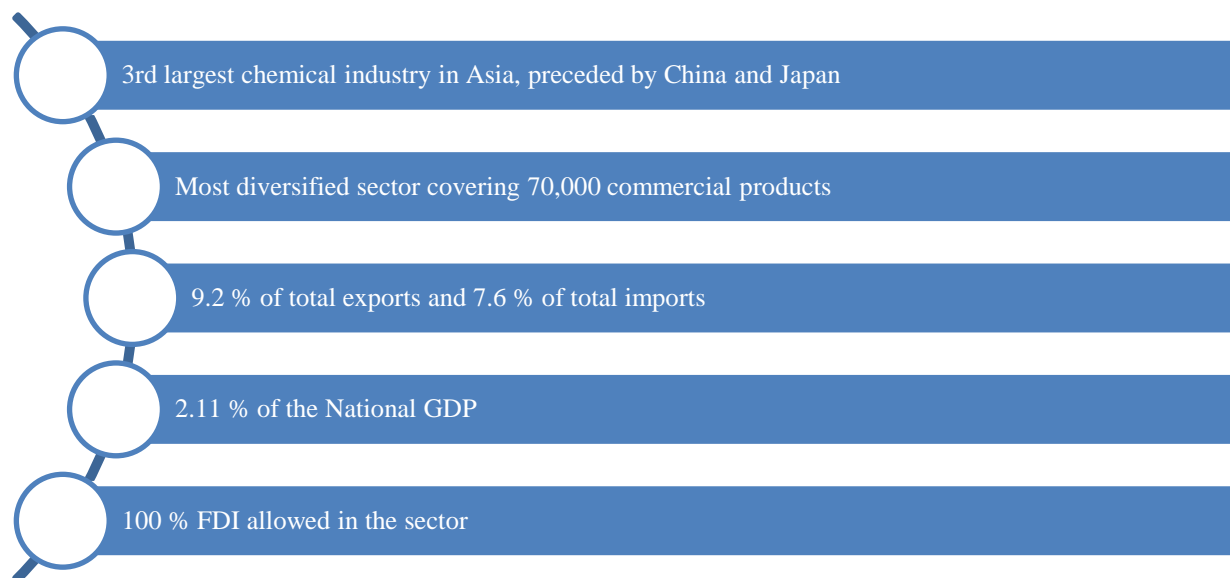 3rd largest chemical industry in Asia, preceded by China and Japan
Most diversified sector covering 70,000 commercial products
9.2 % of total exports and 7.6 % of total imports
2.11 % of the National GDP
100 % FDI allowed in the sector